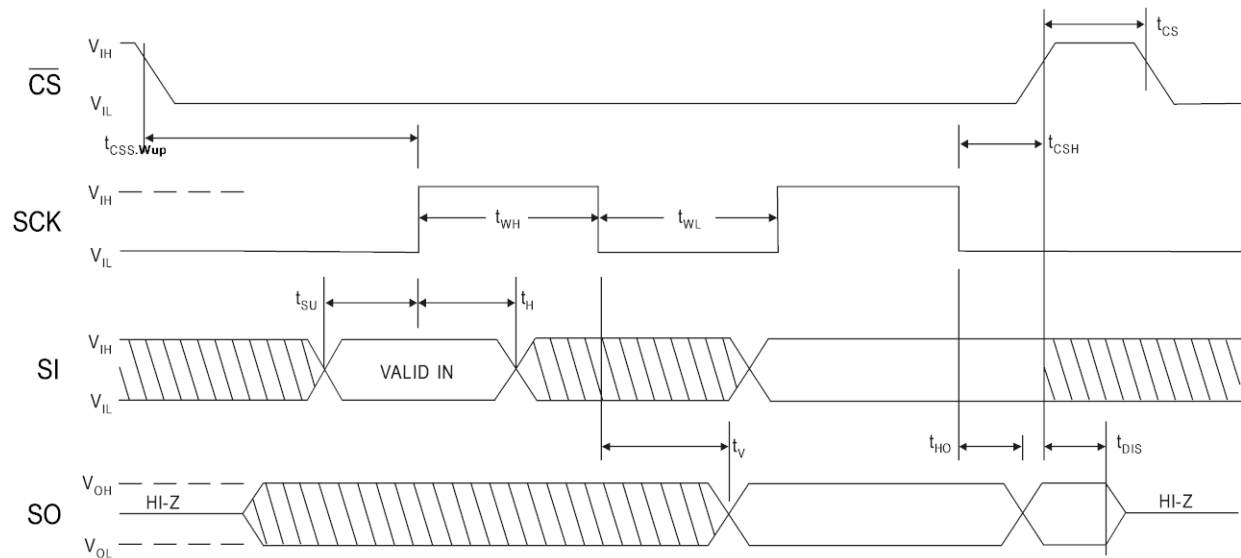 V_IH
t_CS
C̅S̅
V_IL
t_CSS.Wup
t_CSH
V_IH
SCK
t_WH
t_WL
V_IL
t_SU
t_H
V_IH
SI
VALID IN
V_IL
t_V
t_HO
t_DIS
V_OH
HI-Z
HI-Z
SO
V_OL